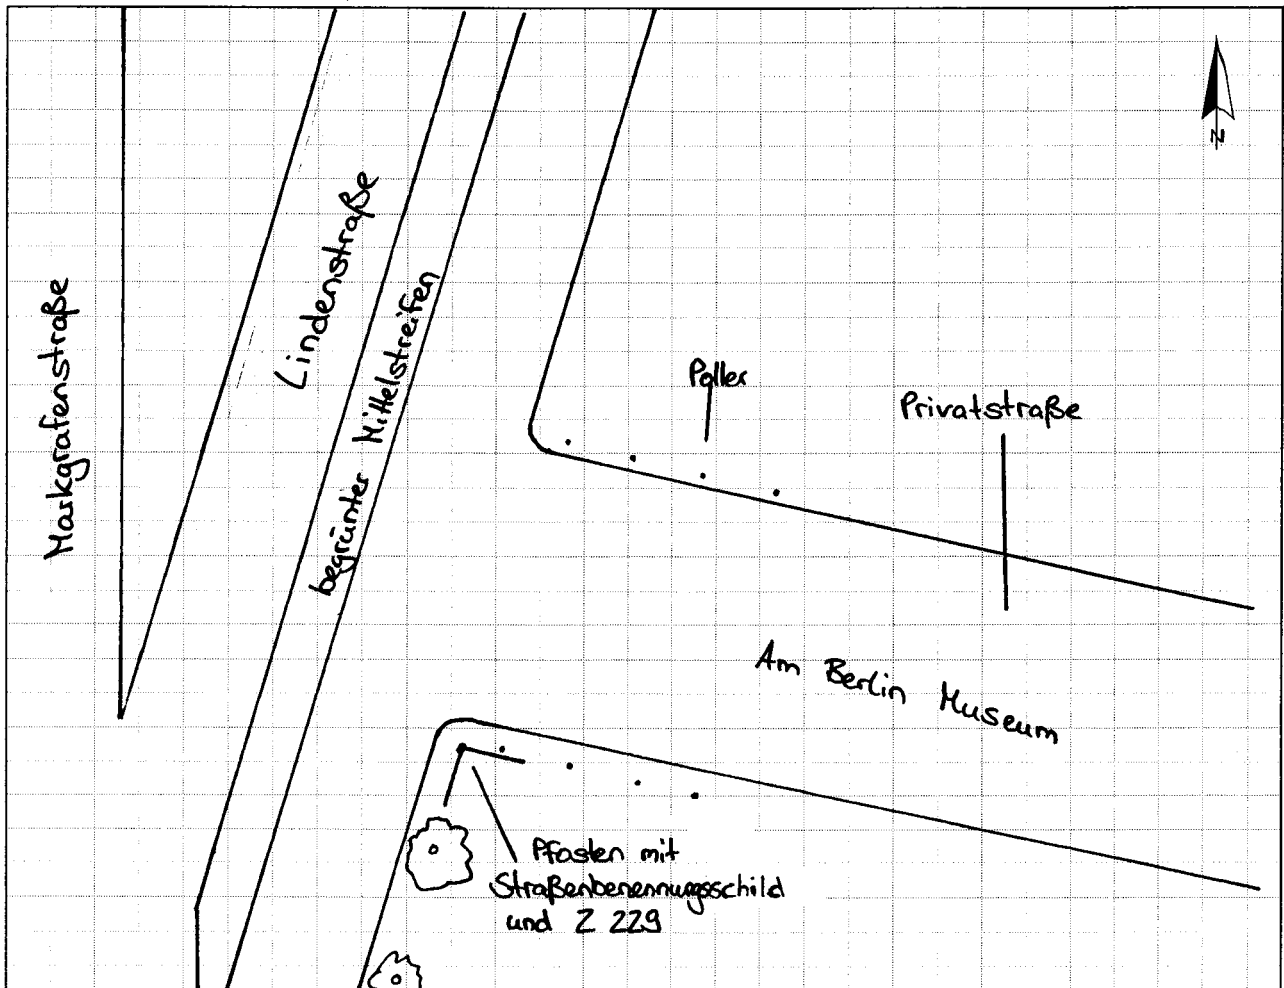 N
Lindenstraße
Markgrafenstraße
begrünter Mittelstreifen
Poller
Privatstraße
Am Berlin Museum
Pfosten mit
Straßenbenennungsschild
und Z 229